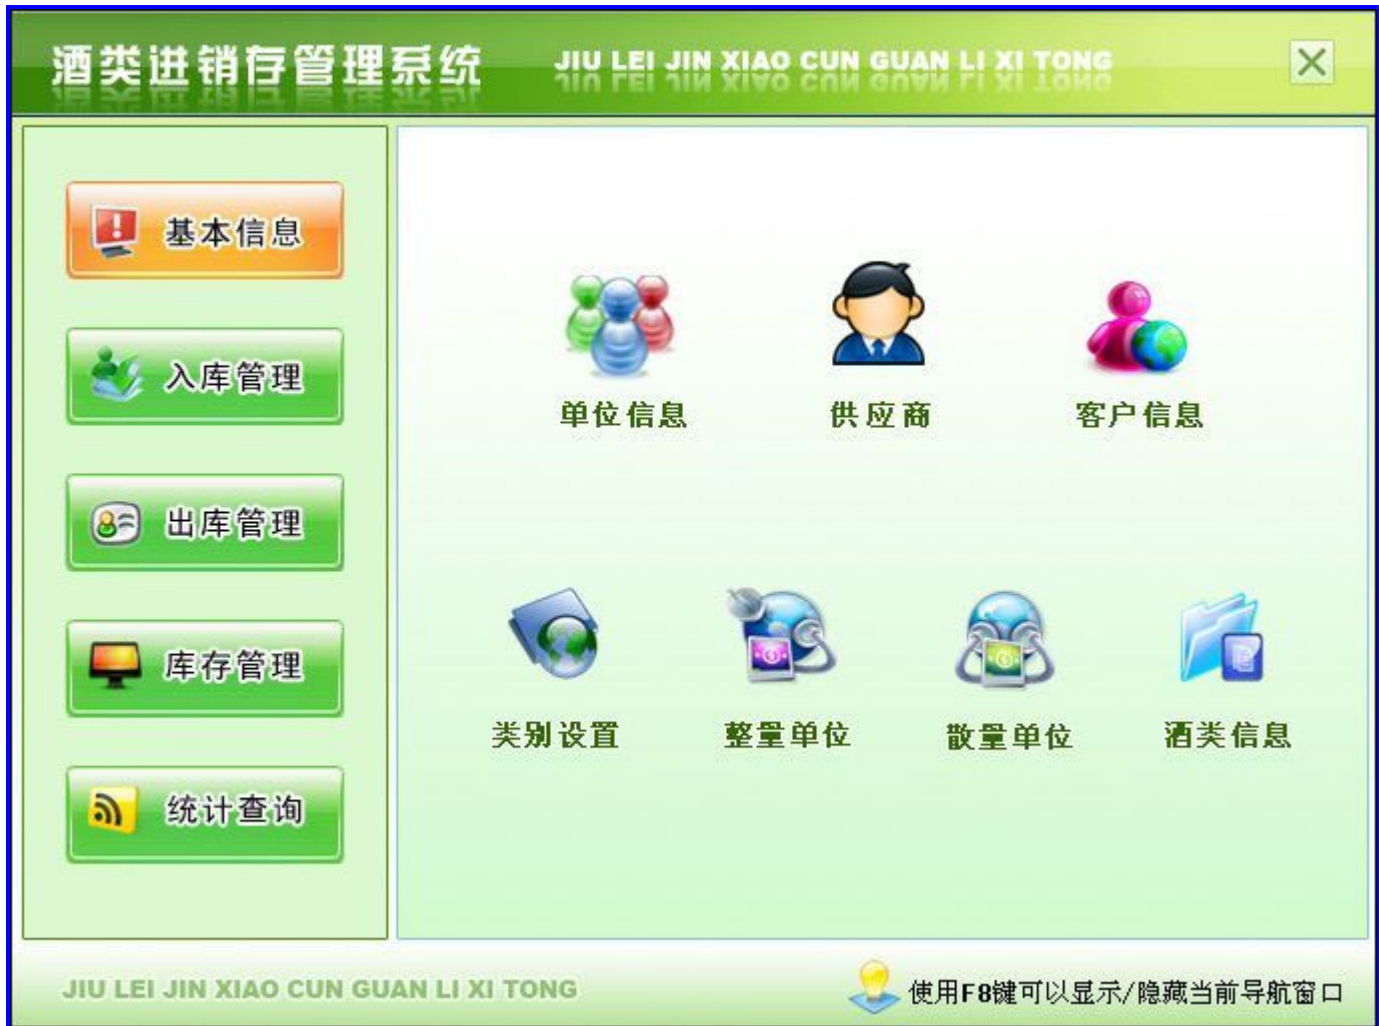 酒类进销存管理系统 JIU LEI JIN XIAO CUN GUAN LI XI TONG
基本信息
入库管理
出库管理
库存管理
统计查询
单位信息 供应商 客户信息
类别设置 整量单位 散量单位 酒类信息
JIU LEI JIN XIAO CUN GUAN LI XI TONG 使用F8键可以显示/隐藏当前导航窗口